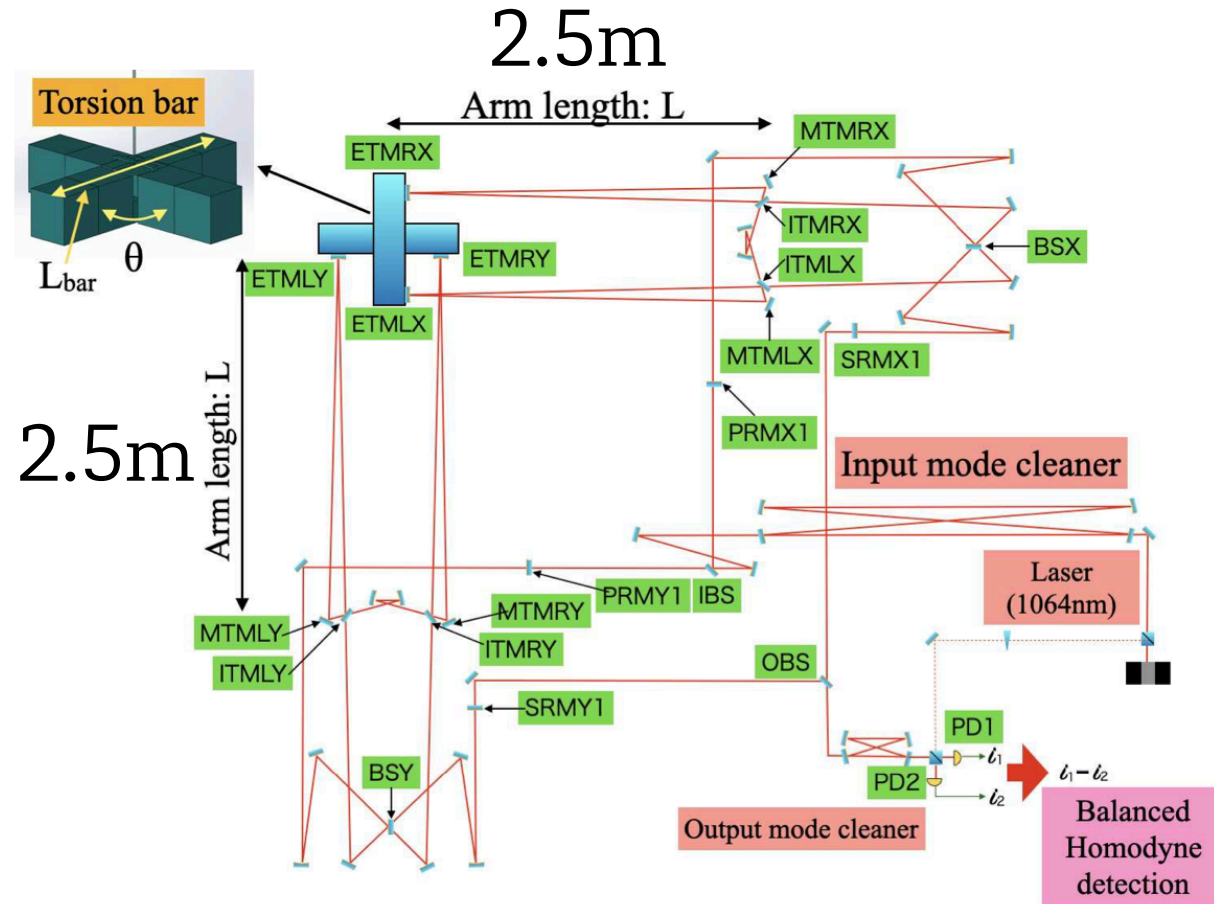 2.5m
Arm length: L
Torsion bar
θ
Lbar
ETMRX
MTMRX
ITMRX
ITMLX
BSX
ETMLY
ETMRY
ETMLX
MTMLX
SRMX1
PRMX1
2.5m
Arm length: L
Input mode cleaner
Laser
(1064nm)
PRMY1
IBS
MTMLY
MTMRY
ITMLY
ITMRY
OBS
SRMY1
BSY
PD1
i₁
PD2
i₂
i₁−i₂
Output mode cleaner
Balanced
Homodyne
detection